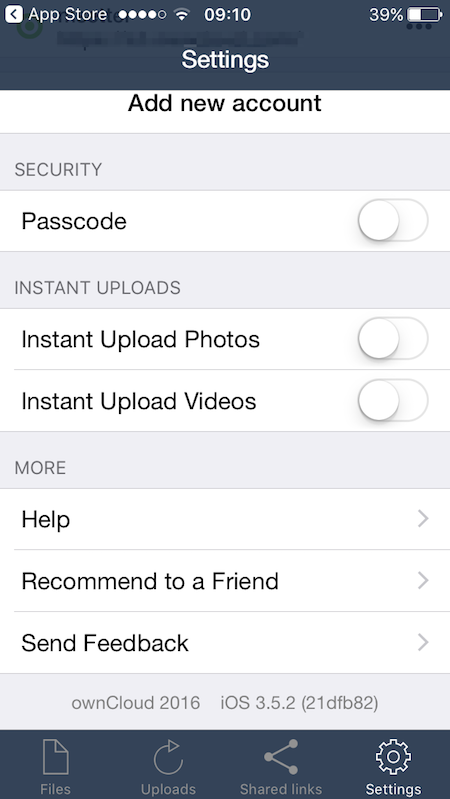 App Store 09:10 39%
Settings
Add new account
SECURITY
Passcode
INSTANT UPLOADS
Instant Upload Photos
Instant Upload Videos
MORE
Help
Recommend to a Friend
Send Feedback
ownCloud 2016 iOS 3.5.2 (21dfb82)
Files Uploads Shared links Settings